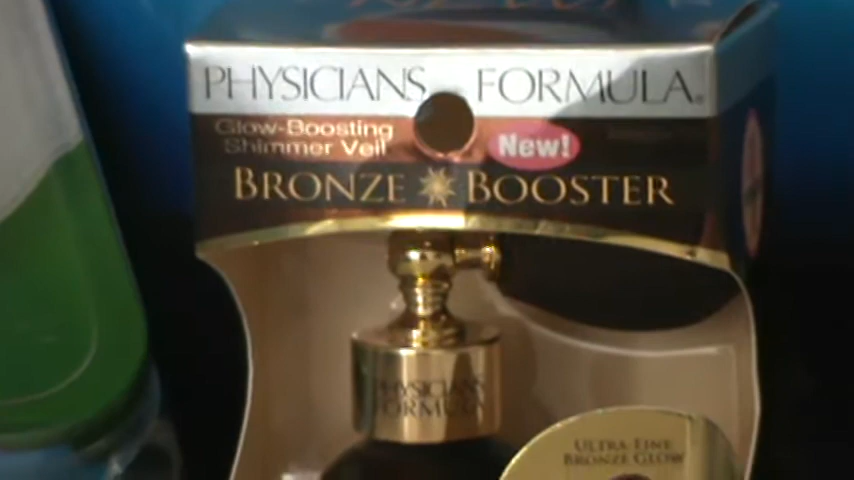 PHYSICIANS FORMULA®
Glow-Boosting
Shimmer Veil
New!
BRONZE BOOSTER
PHYSICIANS
FORMULA
ULTRA-FINE
BRONZE GLOW